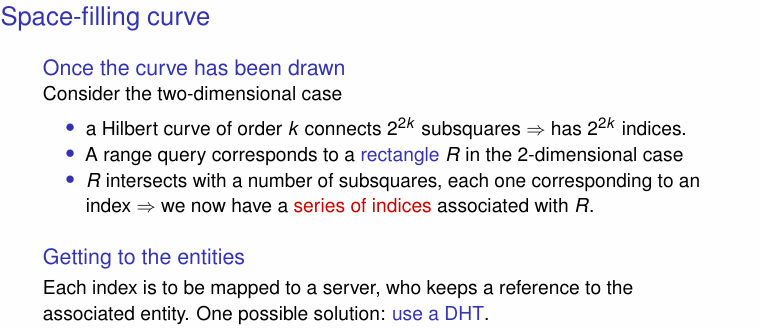 Space-filling curve
Once the curve has been drawn
Consider the two-dimensional case
• a Hilbert curve of order k connects 2^{2k} subsquares ⇒ has 2^{2k} indices.
• A range query corresponds to a rectangle R in the 2-dimensional case
• R intersects with a number of subsquares, each one corresponding to an
index ⇒ we now have a series of indices associated with R.
Getting to the entities
Each index is to be mapped to a server, who keeps a reference to the
associated entity. One possible solution: use a DHT.